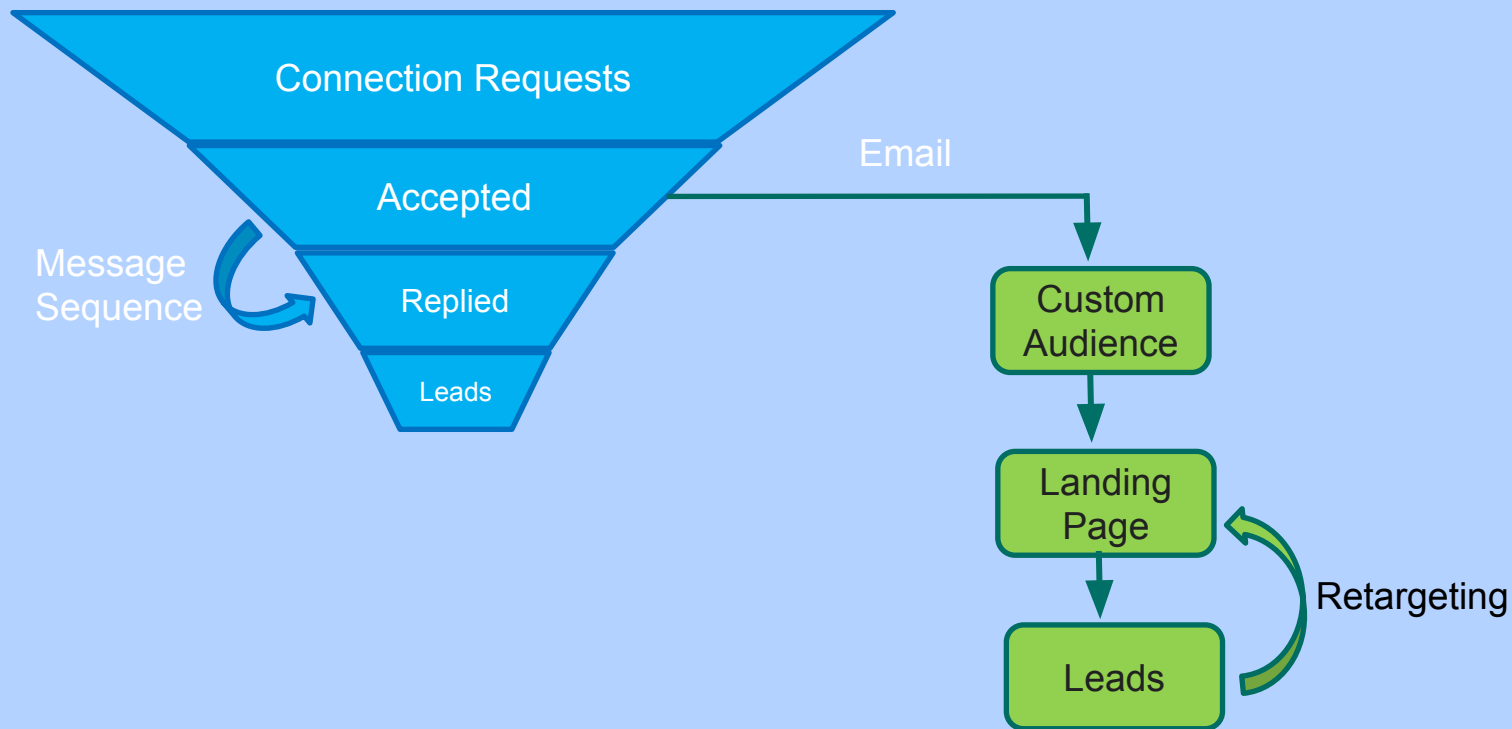 Connection Requests
Accepted
Email
Message
Sequence
Replied
Leads
Custom
Audience
Landing
Page
Retargeting
Leads